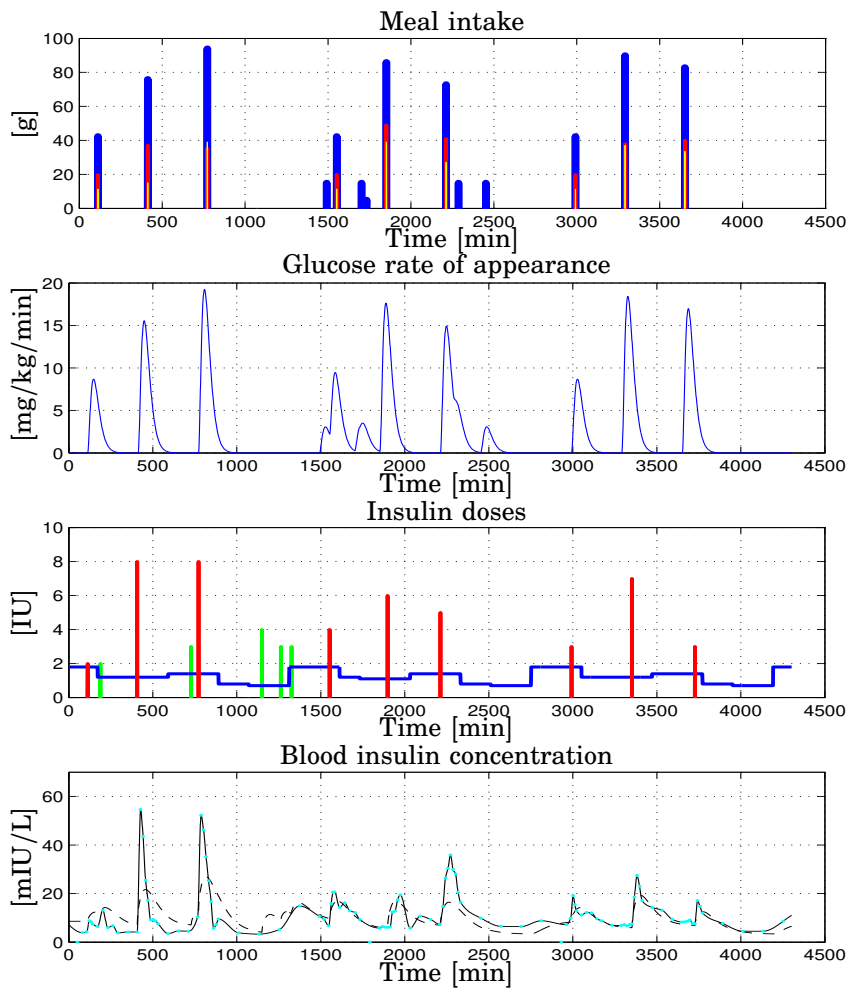 Meal intake
[g]
100
80
60
40
20
0
0 500 1000 1500 2000 2500 3000 3500 4000 4500
Time [min]
Glucose rate of appearance
[mg/kg/min]
20
15
10
5
0
0 500 1000 1500 2000 2500 3000 3500 4000 4500
Time [min]
Insulin doses
[IU]
10
8
6
4
2
0
0 500 1000 1500 2000 2500 3000 3500 4000 4500
Time [min]
Blood insulin concentration
[mIU/L]
60
40
20
0
0 500 1000 1500 2000 2500 3000 3500 4000 4500
Time [min]